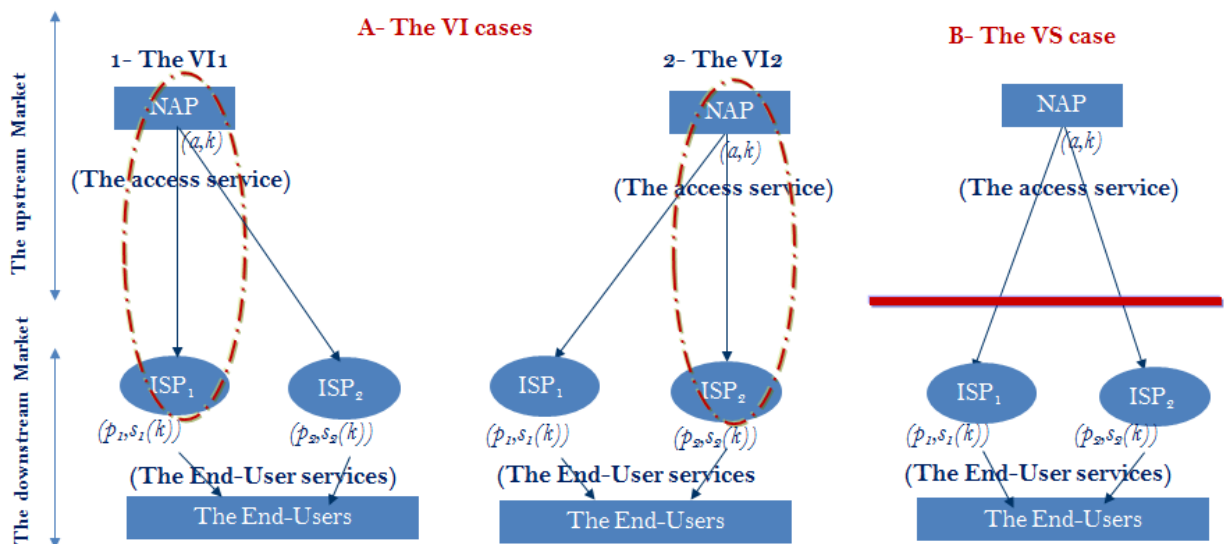 A- The VI cases
B- The VS case
1- The VI1
2- The VI2
The upstream Market
NAP
NAP
NAP
(a,k)
(a,k)
(a,k)
(The access service)
(The access service)
(The access service)
The downstream Market
ISP₁
ISP₂
ISP₁
ISP₂
ISP₁
ISP₂
(p₁,s₁(k))
(p₂,s₂(k))
(p₁,s₁(k))
(p₂,s₂(k))
(p₁,s₁(k))
(p₂,s₂(k))
(The End-User services)
(The End-User services
(The End-User services)
The End-Users
The End-Users
The End-Users